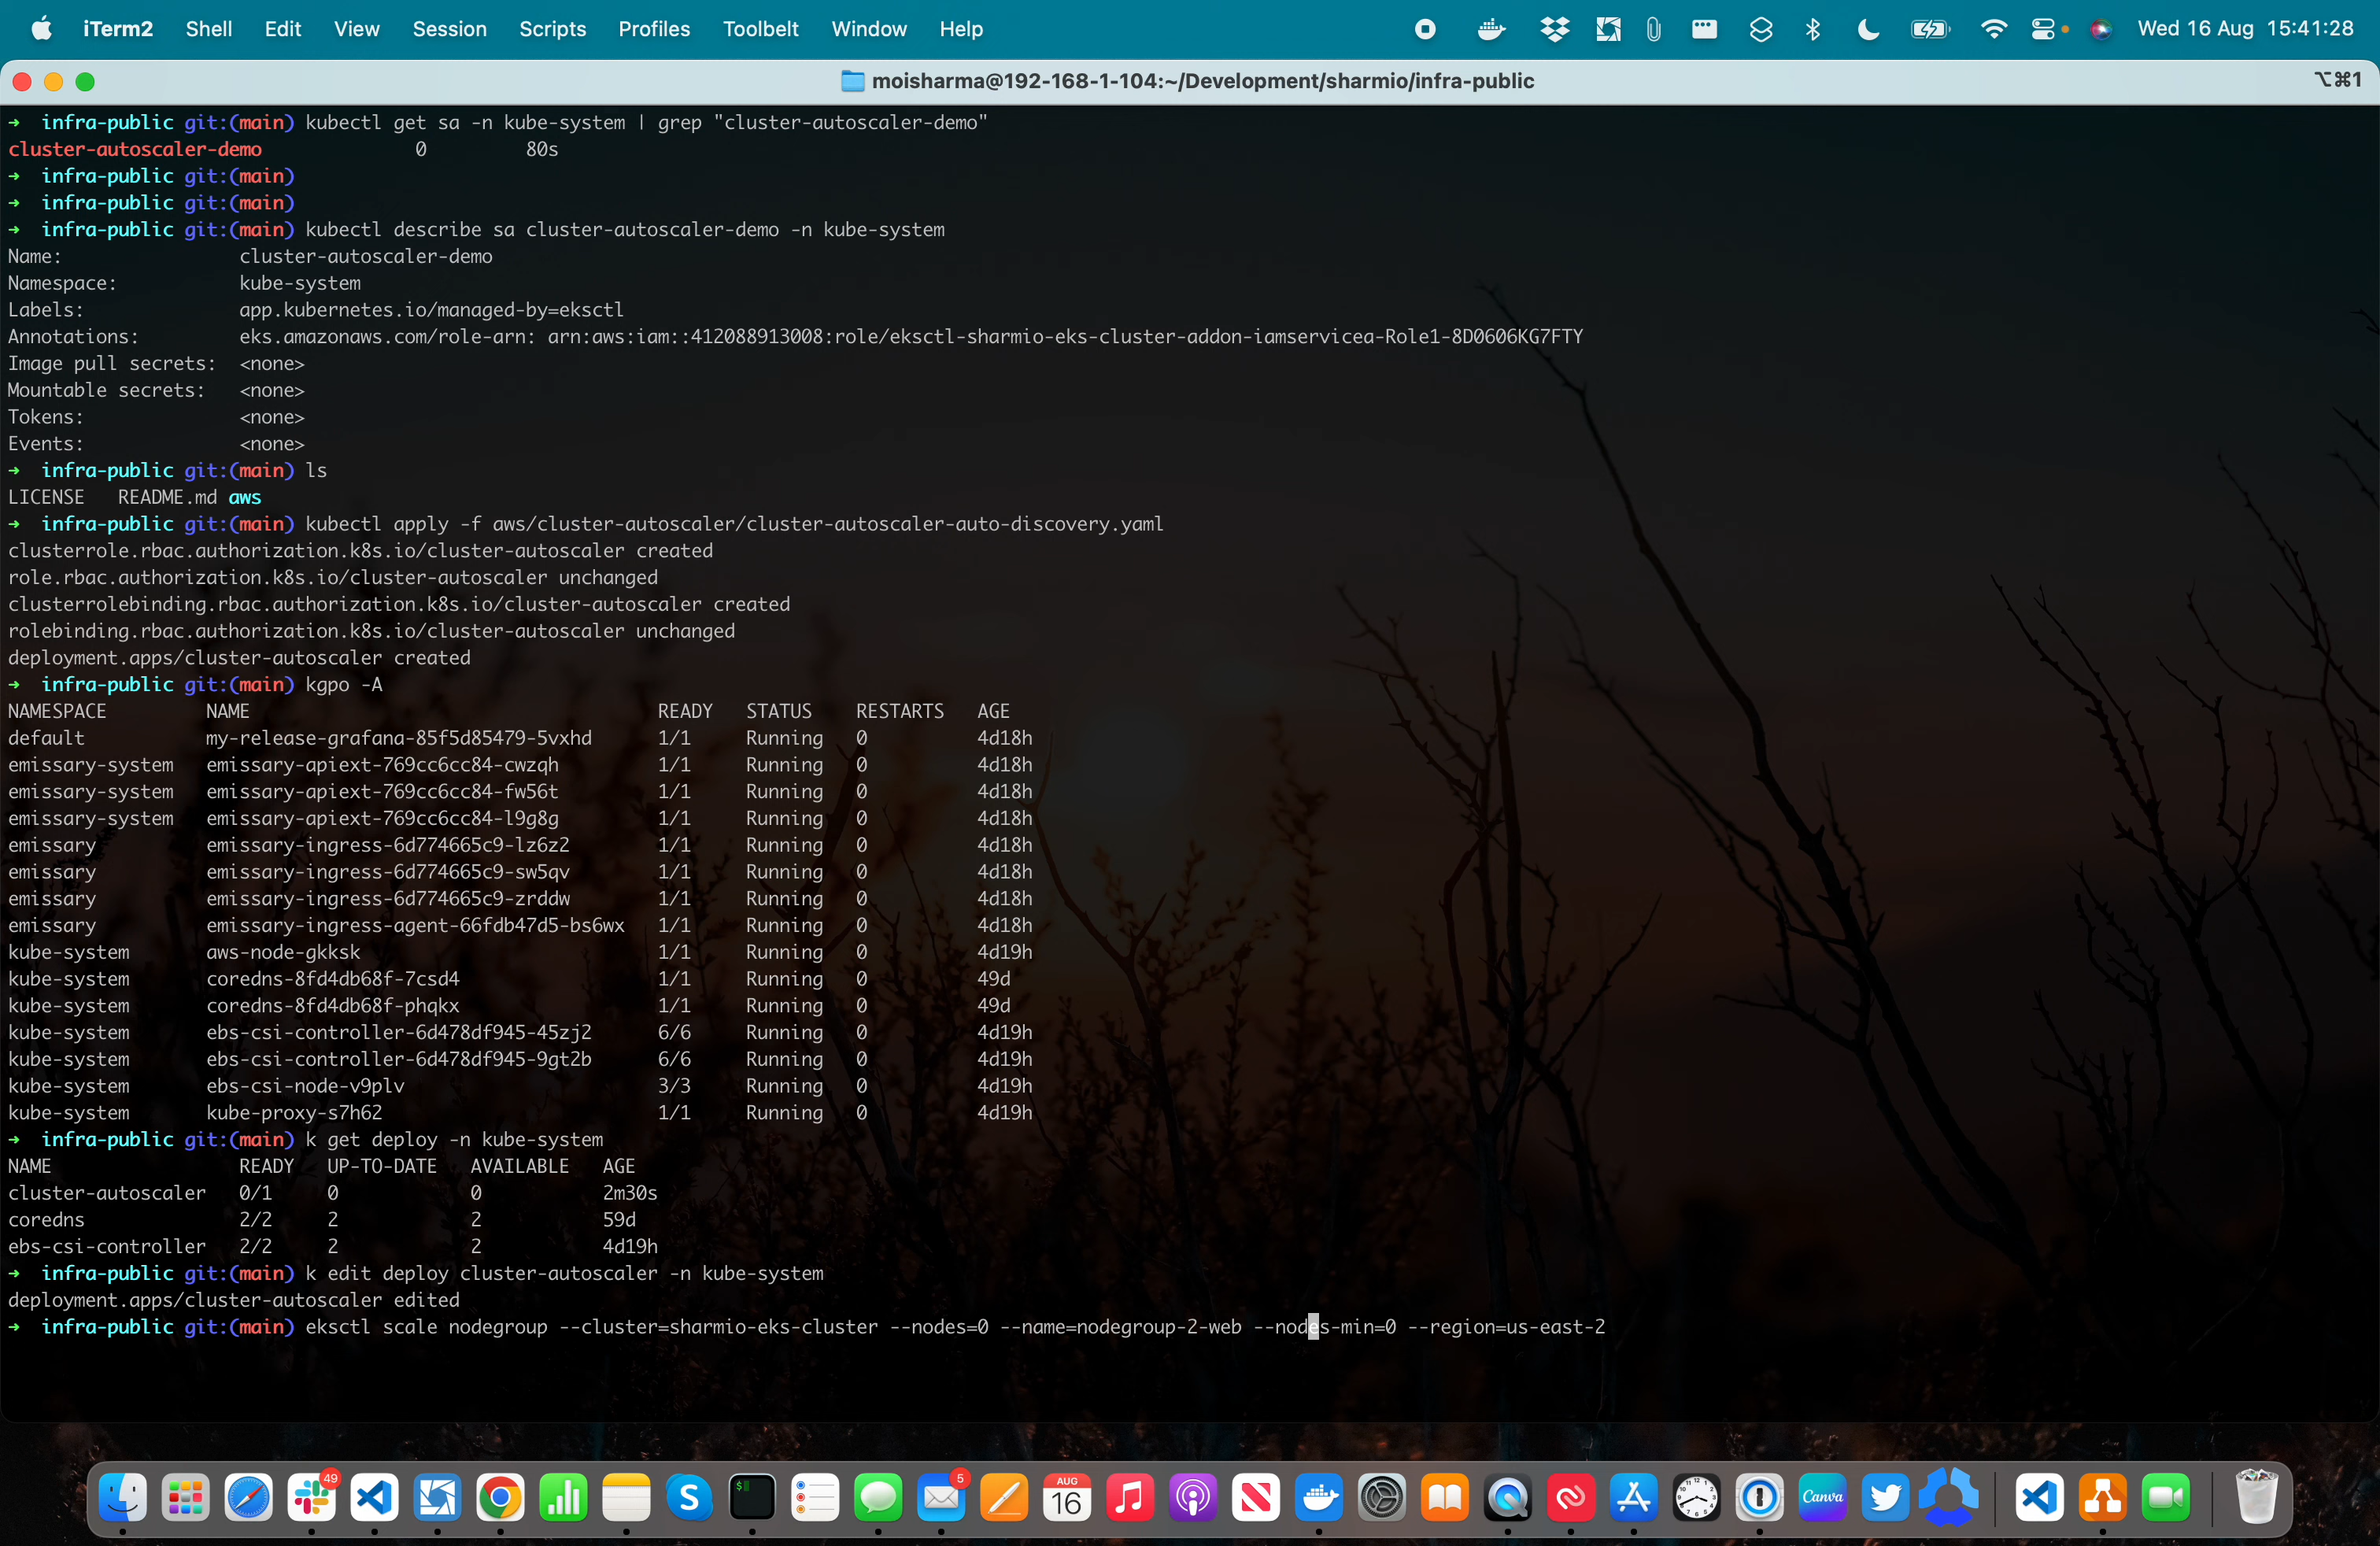 iTerm2 Shell Edit View Session Scripts Profiles Toolbelt Window Help Wed 16 Aug 15:41:28
moisharma@192-168-1-104:~/Development/sharmio/infra-public ⌥⌘1
→ infra-public git:(main) kubectl get sa -n kube-system | grep "cluster-autoscaler-demo"
cluster-autoscaler-demo 0 80s
→ infra-public git:(main)
→ infra-public git:(main)
→ infra-public git:(main) kubectl describe sa cluster-autoscaler-demo -n kube-system
Name: cluster-autoscaler-demo
Namespace: kube-system
Labels: app.kubernetes.io/managed-by=eksctl
Annotations: eks.amazonaws.com/role-arn: arn:aws:iam::412088913008:role/eksctl-sharmio-eks-cluster-addon-iamservicea-Role1-8D0606KG7FTY
Image pull secrets: <none>
Mountable secrets: <none>
Tokens: <none>
Events: <none>
→ infra-public git:(main) ls
LICENSE README.md aws
→ infra-public git:(main) kubectl apply -f aws/cluster-autoscaler/cluster-autoscaler-auto-discovery.yaml
clusterrole.rbac.authorization.k8s.io/cluster-autoscaler created
role.rbac.authorization.k8s.io/cluster-autoscaler unchanged
clusterrolebinding.rbac.authorization.k8s.io/cluster-autoscaler created
rolebinding.rbac.authorization.k8s.io/cluster-autoscaler unchanged
deployment.apps/cluster-autoscaler created
→ infra-public git:(main) kgpo -A
NAMESPACE NAME READY STATUS RESTARTS AGE
default my-release-grafana-85f5d85479-5vxhd 1/1 Running 0 4d18h
emissary-system emissary-apiext-769cc6cc84-cwzqh 1/1 Running 0 4d18h
emissary-system emissary-apiext-769cc6cc84-fw56t 1/1 Running 0 4d18h
emissary-system emissary-apiext-769cc6cc84-l9g8g 1/1 Running 0 4d18h
emissary emissary-ingress-6d774665c9-lz6z2 1/1 Running 0 4d18h
emissary emissary-ingress-6d774665c9-sw5qv 1/1 Running 0 4d18h
emissary emissary-ingress-6d774665c9-zrddw 1/1 Running 0 4d18h
emissary emissary-ingress-agent-66fdb47d5-bs6wx 1/1 Running 0 4d18h
kube-system aws-node-gkksk 1/1 Running 0 4d19h
kube-system coredns-8fd4db68f-7csd4 1/1 Running 0 49d
kube-system coredns-8fd4db68f-phqkx 1/1 Running 0 49d
kube-system ebs-csi-controller-6d478df945-45zj2 6/6 Running 0 4d19h
kube-system ebs-csi-controller-6d478df945-9gt2b 6/6 Running 0 4d19h
kube-system ebs-csi-node-v9plv 3/3 Running 0 4d19h
kube-system kube-proxy-s7h62 1/1 Running 0 4d19h
→ infra-public git:(main) k get deploy -n kube-system
NAME READY UP-TO-DATE AVAILABLE AGE
cluster-autoscaler 0/1 0 0 2m30s
coredns 2/2 2 2 59d
ebs-csi-controller 2/2 2 2 4d19h
→ infra-public git:(main) k edit deploy cluster-autoscaler -n kube-system
deployment.apps/cluster-autoscaler edited
→ infra-public git:(main) eksctl scale nodegroup --cluster=sharmio-eks-cluster --nodes=0 --name=nodegroup-2-web --nodes-min=0 --region=us-east-2
49 5 AUG 16 Canva